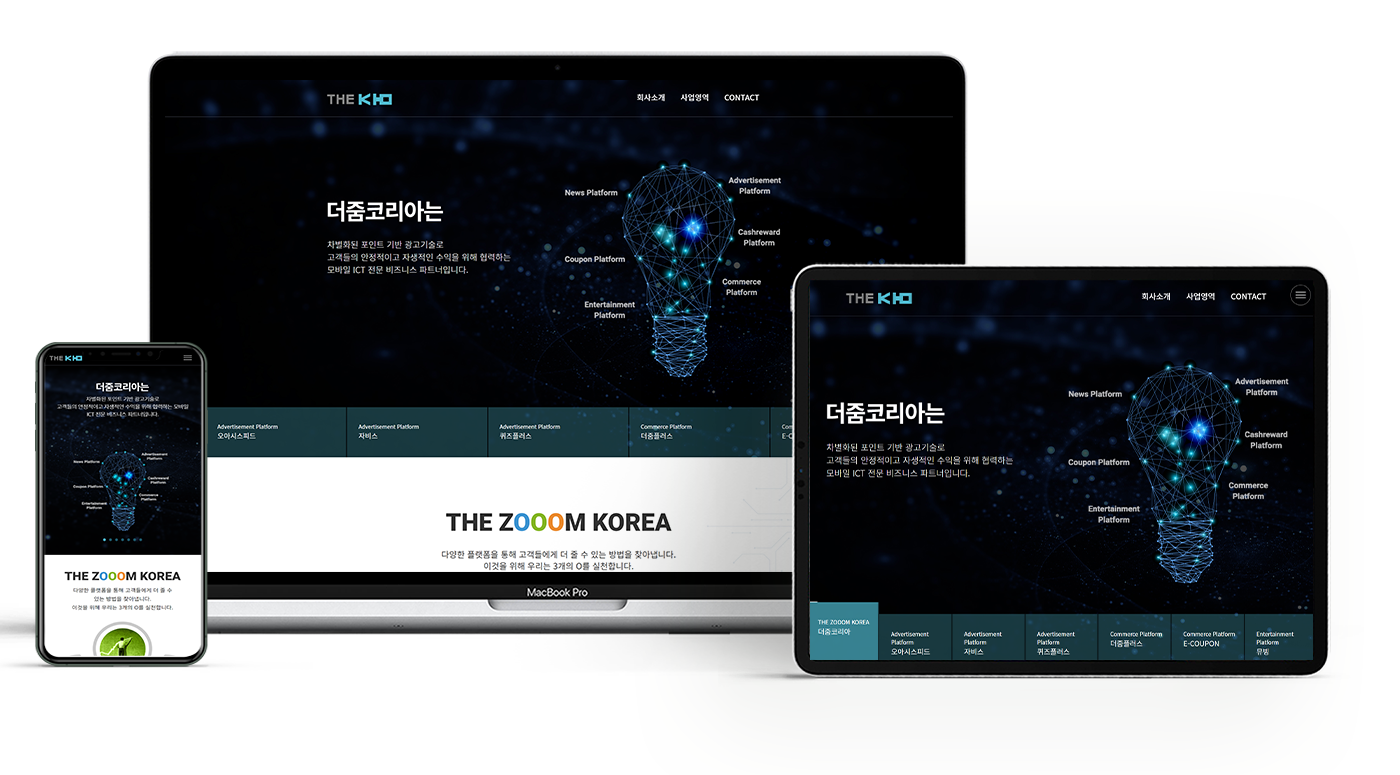 THE KHD
회사소개 사업영역 CONTACT
더줌코리아는
차별화된 포인트 기반 광고기술로
고객들의 안정적이고 자생적인 수익을 위해 협력하는
모바일 ICT 전문 비즈니스 파트너입니다.
News Platform
Advertisement
Platform
Cashreward
Platform
Coupon Platform
Commerce
Platform
Entertainment
Platform
Advertisement Platform
오아시스피드
Advertisement Platform
자비스
Advertisement Platform
퀴즈플러스
Commerce Platform
더줌플러스
THE ZOOOM KOREA
다양한 플랫폼을 통해 고객들에게 더 줄 수 있는 방법을 찾아냅니다.
이것을 위해 우리는 3개의 O를 실천합니다.
MacBook Pro
THE KHD
더줌코리아는
차별화된 포인트 기반 광고기술로
고객들의 안정적이고 자생적인 수익을 위해 협력하는 모바일
ICT 전문 비즈니스 파트너입니다.
News Platform
Advertisement
Platform
Cashreward
Platform
Coupon Platform
Commerce
Platform
Entertainment
Platform
THE ZOOOM KOREA
다양한 플랫폼을 통해 고객들에게 더 줄 수
있는 방법을 찾아냅니다.
이것을 위해 우리는 3개의 O를 실천합니다.
THE KHD
회사소개 사업영역 CONTACT
더줌코리아는
차별화된 포인트 기반 광고기술로
고객들의 안정적이고 자생적인 수익을 위해 협력하는
모바일 ICT 전문 비즈니스 파트너입니다.
News Platform
Advertisement
Platform
Cashreward
Platform
Coupon Platform
Commerce
Platform
Entertainment
Platform
THE ZOOOM KOREA
더줌코리아
Advertisement
Platform
오아시스피드
Advertisement
Platform
자비스
Advertisement
Platform
퀴즈플러스
Commerce Platform
더줌플러스
Commerce Platform
E-COUPON
Entertainment
Platform
뮤빙